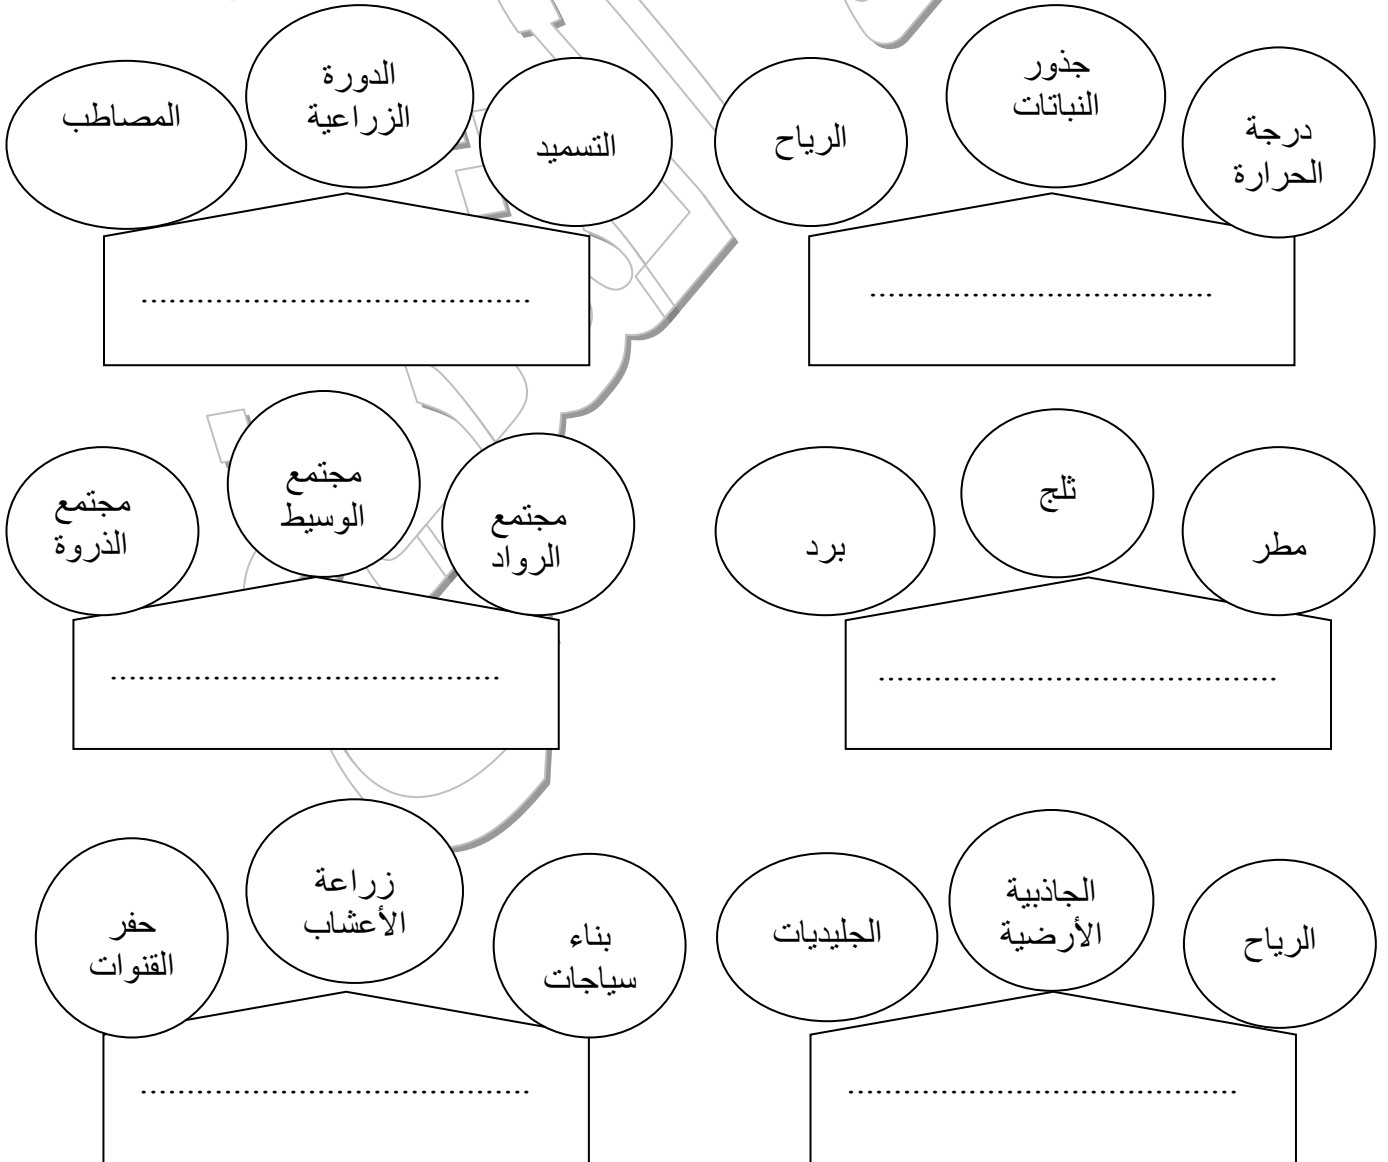 جذور
النباتات
درجة
الحرارة
الرياح
......................................
الدورة
الزراعية
التسميد
المصاطب
..........................................
ثلج
مطر
برد
...........................................
مجتمع
الوسيط
مجتمع
الرواد
مجتمع
الذروة
..........................................
الجاذبية
الأرضية
الرياح
الجليديات
..........................................
زراعة
الأعشاب
بناء
سياجات
حفر
القنوات
..........................................